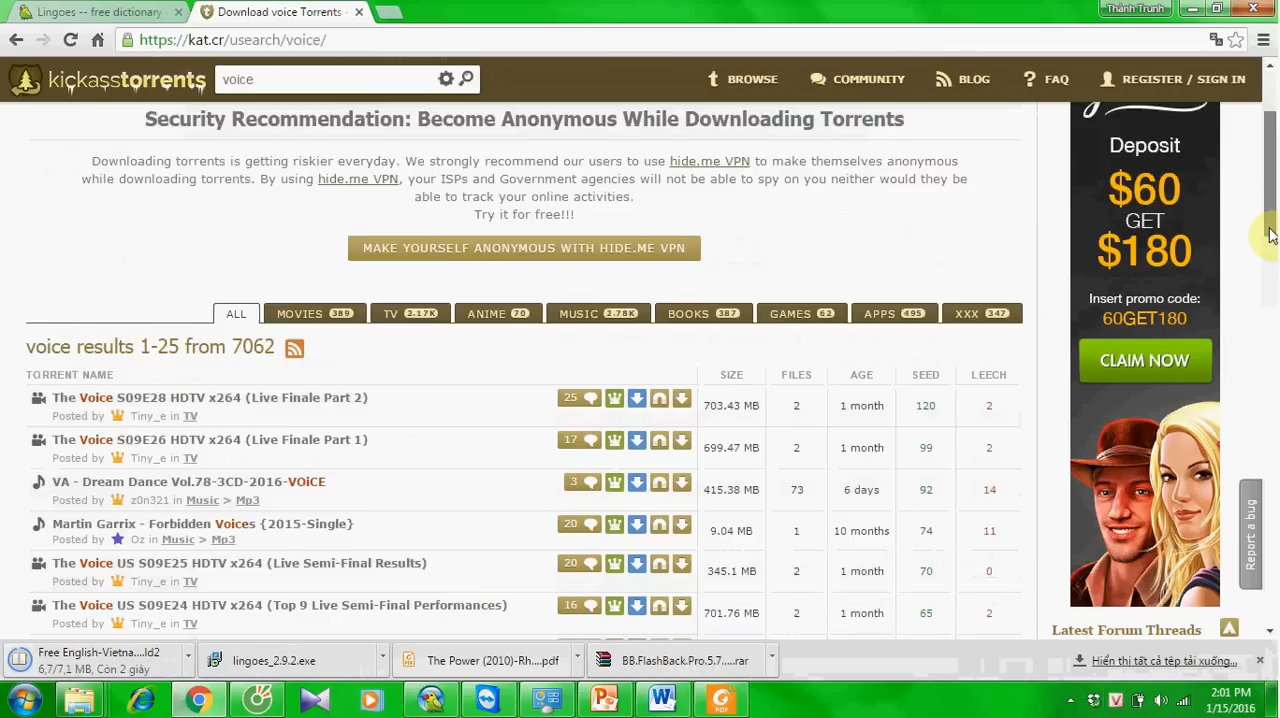 Lingoes -- free dictionary
Download voice Torrents -
Thành Trunh
https://kat.cr/usearch/voice/
kickasstorrents
voice
BROWSE
COMMUNITY
BLOG
? FAQ
REGISTER / SIGN IN
Security Recommendation: Become Anonymous While Downloading Torrents
Downloading torrents is getting riskier everyday. We strongly recommend our users to use hide.me VPN to make themselves anonymous
while downloading torrents. By using hide.me VPN, your ISPs and Government agencies will not be able to spy on you neither would they be
able to track your online activities.
Try it for free!!!
MAKE YOURSELF ANONYMOUS WITH HIDE.ME VPN
Deposit
$60
GET
$180
Insert promo code:
60GET180
CLAIM NOW
ALL MOVIES 389 TV 2.17K ANIME 70 MUSIC 2.78K BOOKS 387 GAMES 62 APPS 495 XXX 347
voice results 1-25 from 7062
TORRENT NAME SIZE FILES AGE SEED LEECH
The Voice S09E28 HDTV x264 (Live Finale Part 2) 25 703.43 MB 2 1 month 120 2
Posted by Tiny_e in TV
The Voice S09E26 HDTV x264 (Live Finale Part 1) 17 699.47 MB 2 1 month 99 2
Posted by Tiny_e in TV
VA - Dream Dance Vol.78-3CD-2016-VOiCE 3 415.38 MB 73 6 days 92 14
Posted by z0n321 in Music > Mp3
Martin Garrix - Forbidden Voices {2015-Single} 20 9.04 MB 1 10 months 74 11
Posted by Oz in Music > Mp3
The Voice US S09E25 HDTV x264 (Live Semi-Final Results) 20 345.1 MB 2 1 month 70 0
Posted by Tiny_e in TV
The Voice US S09E24 HDTV x264 (Top 9 Live Semi-Final Performances) 16 701.76 MB 2 1 month 65 2
Posted by Tiny_e in TV
Report a bug
Latest Forum Threads
Free English-Vietna....ld2
6,7/7,1 MB, Còn 2 giây
lingoes_2.9.2.exe
The Power (2010)-Rh....pdf
BB.FlashBack.Pro.5.7....rar
Hiển thị tất cả tệp tải xuống...
PDF
2:01 PM
1/15/2016